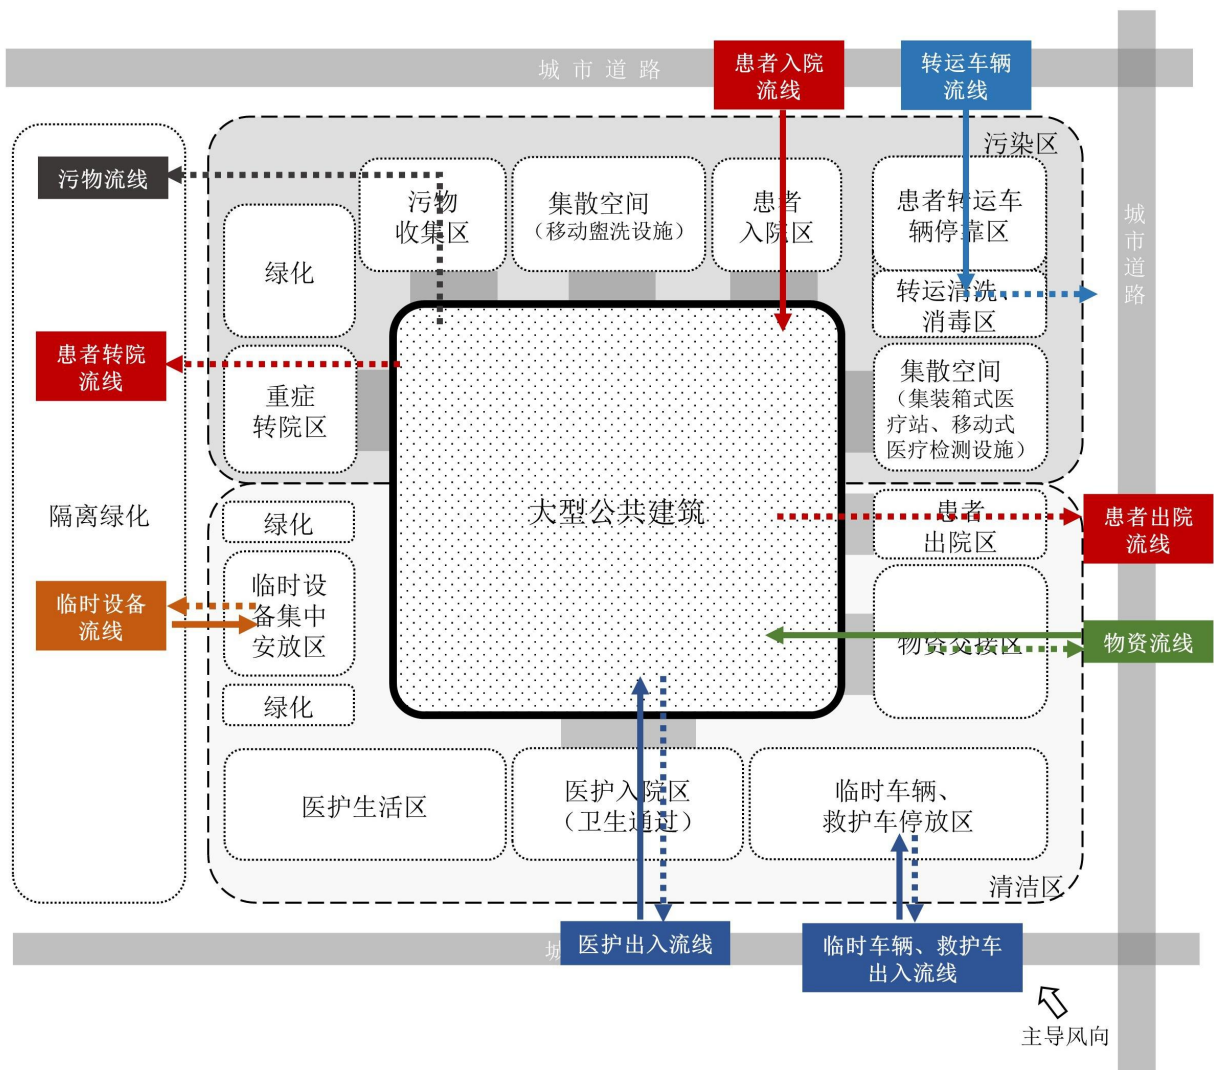 城市道路
患者入院
流线
转运车辆
流线
污染区
污物流线
污物
收集区
集散空间
（移动盥洗设施）
患者
入院区
患者转运车
辆停靠区
城市道路
绿化
转运清洗、
消毒区
患者转院
流线
重症
转院区
集散空间
（集装箱式医
疗站、移动式
医疗检测设施）
隔离绿化
绿化
大型公共建筑
患者
出院区
患者出院
流线
临时设备
流线
临时设
备集中
安放区
物资交接区
物资流线
绿化
医护生活区
医护入院区
（卫生通过）
临时车辆、
救护车停放区
清洁区
城
医护出入流线
临时车辆、救护车
出入流线
主导风向